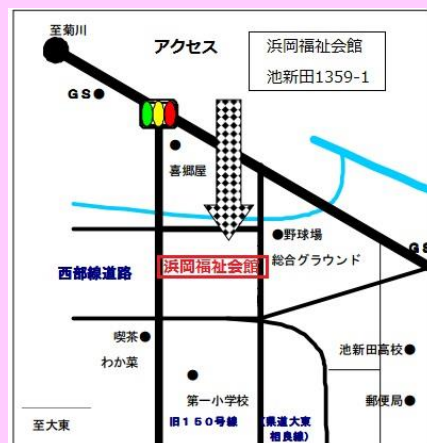 至菊川
アクセス
浜岡福祉会館
池新田1359-1
GS●
喜郷屋
●野球場
総合グラウンド
GS
西部線道路
浜岡福祉会館
喫茶●
わか菜
池新田高校●
第一小学校
郵便局●
至大東
旧150号線
(県道大東
相良線)